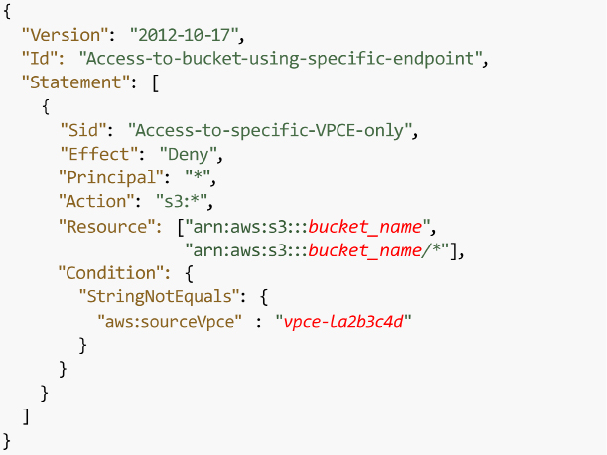 {
"Version": "2012-10-17",
"Id": "Access-to-bucket-using-specific-endpoint",
"Statement": [
{
"Sid": "Access-to-specific-VPCE-only",
"Effect": "Deny",
"Principal": "*",
"Action": "s3:*",
"Resource": ["arn:aws:s3:::bucket_name",
"arn:aws:s3:::bucket_name/*"],
"Condition": {
"StringNotEquals": {
"aws:sourceVpce" : "vpce-la2b3c4d"
}
}
}
]
}